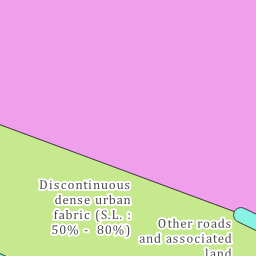 Discontinuous
dense urban
fabric (S.L. :
50% - 80%)
Other roads
and associated
land